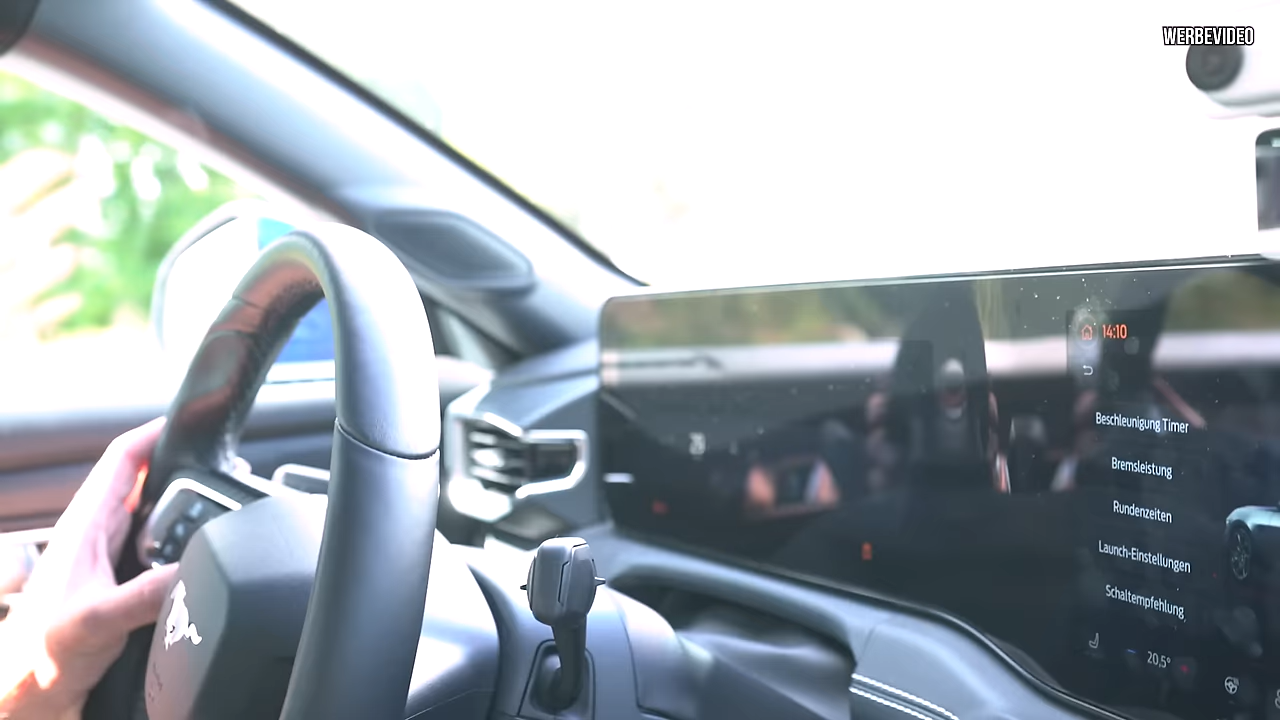 WERBEVIDEO
14:10
Beschleunigung Timer
Bremsleistung
Rundenzeiten
Launch-Einstellungen
Schaltempfehlung
20,5°